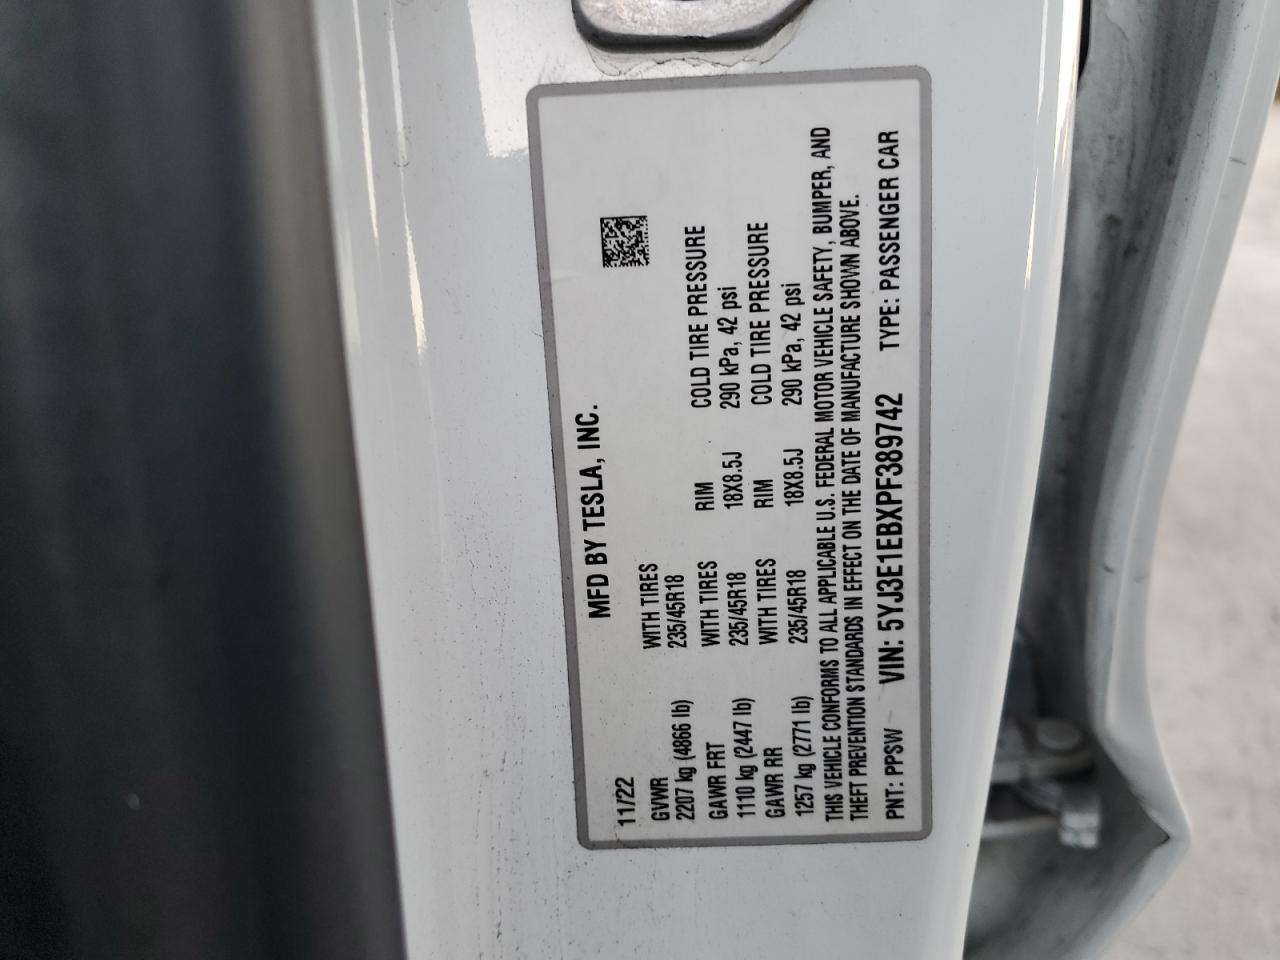 MFD BY TESLA, INC.
11/22
GVWR WITH TIRES
2207 kg (4866 lb) 235/45R18
GAWR FRT WITH TIRES RIM COLD TIRE PRESSURE
1110 kg (2447 lb) 235/45R18 18X8.5J 290 kPa, 42 psi
GAWR RR WITH TIRES RIM COLD TIRE PRESSURE
1257 kg (2771 lb) 235/45R18 18X8.5J 290 kPa, 42 psi
THIS VEHICLE CONFORMS TO ALL APPLICABLE U.S. FEDERAL MOTOR VEHICLE SAFETY, BUMPER, AND
THEFT PREVENTION STANDARDS IN EFFECT ON THE DATE OF MANUFACTURE SHOWN ABOVE.
PNT: PPSW VIN: 5YJ3E1EBXPF389742 TYPE: PASSENGER CAR